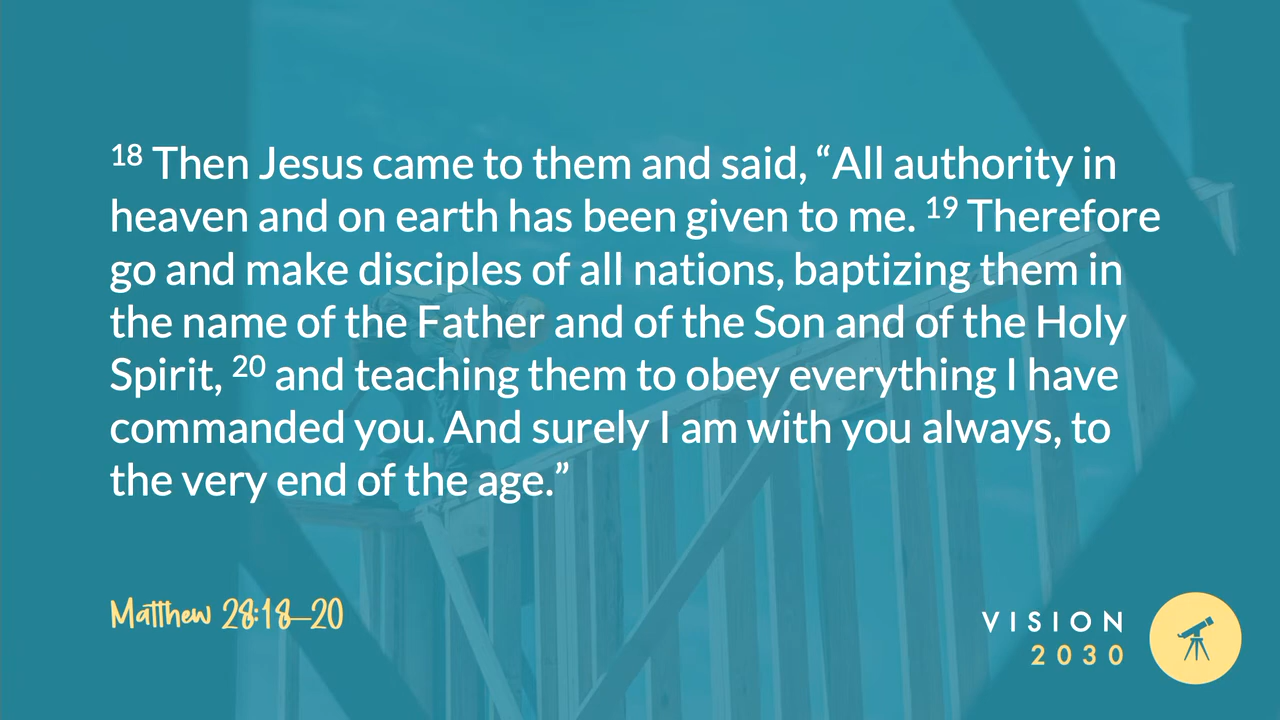 18 Then Jesus came to them and said, “All authority in
heaven and on earth has been given to me. 19 Therefore
go and make disciples of all nations, baptizing them in
the name of the Father and of the Son and of the Holy
Spirit, 20 and teaching them to obey everything I have
commanded you. And surely I am with you always, to
the very end of the age.”
Matthew 28:18–20
VISION
2030